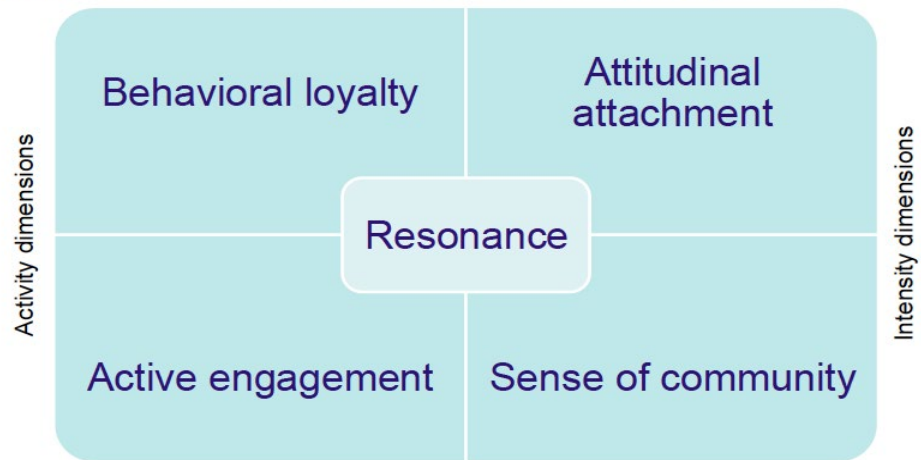 Behavioral loyalty
Attitudinal
attachment
Activity dimensions
Resonance
Intensity dimensions
Active engagement
Sense of community